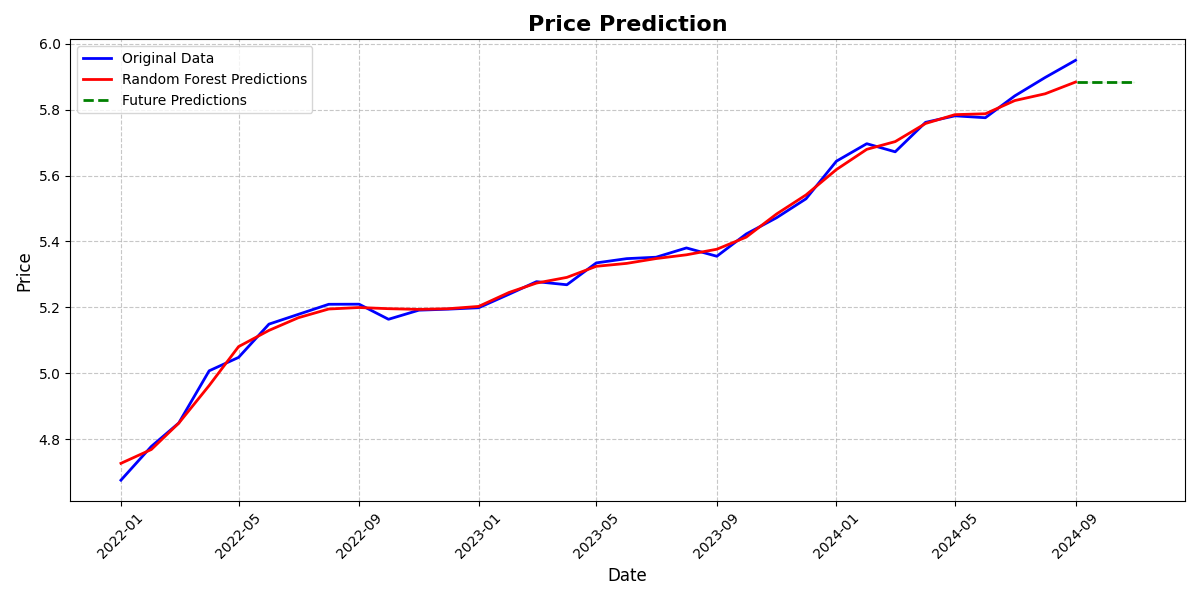 Price Prediction
Original Data
Random Forest Predictions
Future Predictions
Price
6.0
5.8
5.6
5.4
5.2
5.0
4.8
2022-01
2022-05
2022-09
2023-01
2023-05
2023-09
2024-01
2024-05
2024-09
Date